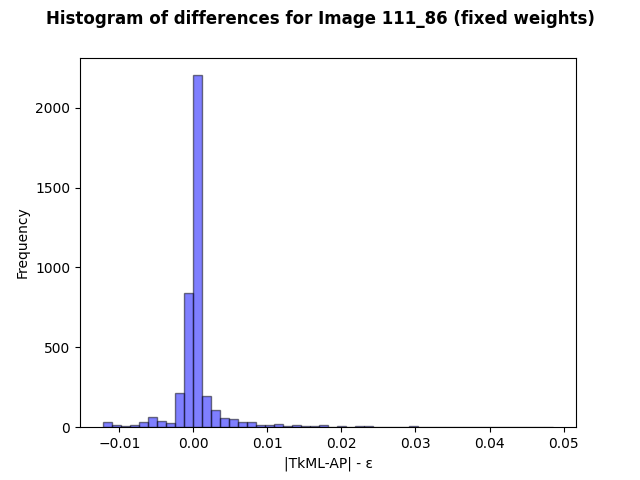 Histogram of differences for Image 111_86 (fixed weights)
Frequency
2000
1500
1000
500
0
−0.01 0.00 0.01 0.02 0.03 0.04 0.05
|TkML-AP| - ε